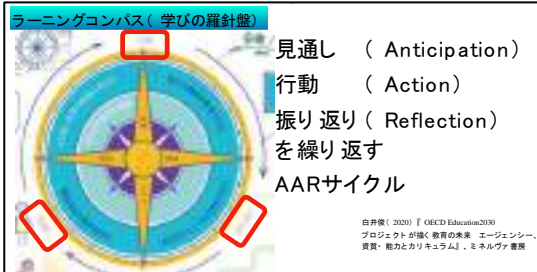 ラーニングコンパス(学びの羅針盤)
見通し (Anticipation)
行動 (Action)
振り返り(Reflection)
を繰り返す
AARサイクル
白井俊(2020)『OECD Education2030
プロジェクトが描く教育の未来 エージェンシー、
資質・能力とカリキュラム』、ミネルヴァ書房